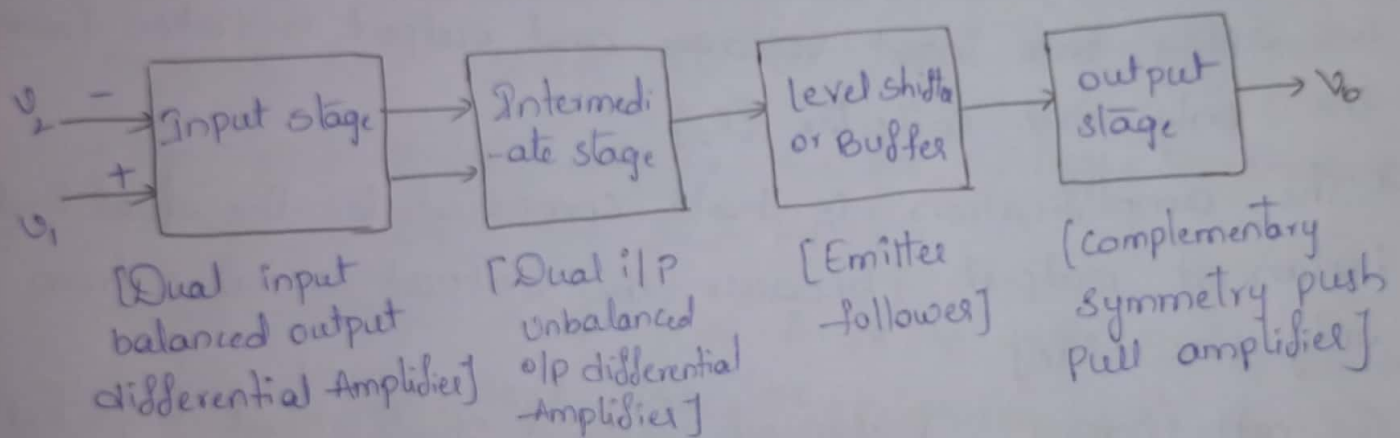 v₂ -
+
v₁
Input stage
Intermedi
-ate stage
level shifter
or Buffer
output
stage
V₀
[Dual input
balanced output
differential Amplifier]
[Dual i/p
unbalanced
o/p differential
Amplifier]
[Emitter
follower]
[complementary
symmetry push
pull amplifier]